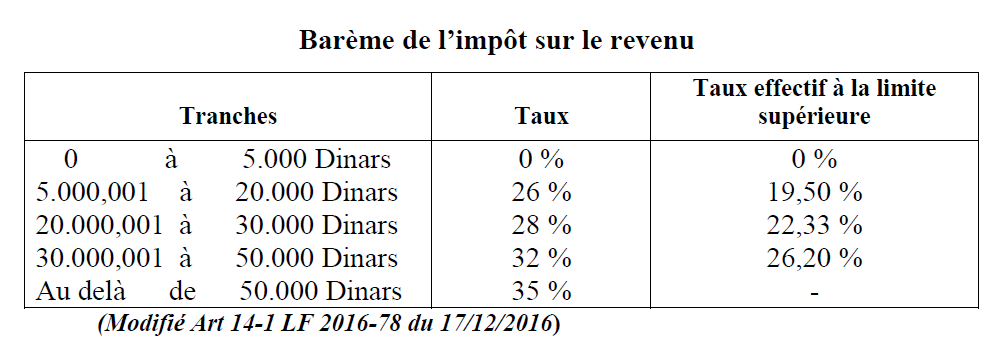 Barème de l’impôt sur le revenu
Tranches Taux Taux effectif à la limite supérieure
0 à 5.000 Dinars 0 % 0 %
5.000,001 à 20.000 Dinars 26 % 19,50 %
20.000,001 à 30.000 Dinars 28 % 22,33 %
30.000,001 à 50.000 Dinars 32 % 26,20 %
Au delà de 50.000 Dinars 35 % -
(Modifié Art 14-1 LF 2016-78 du 17/12/2016)